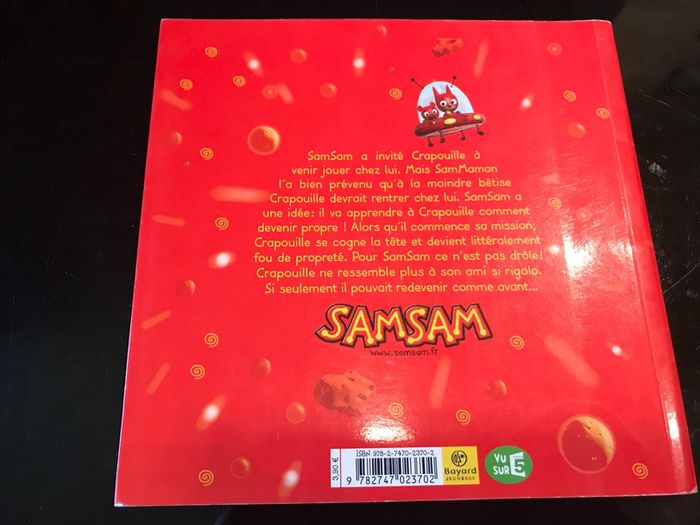 SamSam a invité Crapouille à
venir jouer chez lui. Mais SamMaman
l'a bien prévenu qu'à la moindre bêtise
Crapouille devrait rentrer chez lui. SamSam a
une idée: il va apprendre à Crapouille comment
devenir propre ! Alors qu'il commence sa mission,
Crapouille se cogne la tête et devient littéralement
fou de propreté. Pour SamSam ce n'est pas drôle!
Crapouille ne ressemble plus à son ami si rigolo.
Si seulement il pouvait redevenir comme avant...
SAMSAM
www.samsam.fr
3,90 €
ISBN 978-2-7470-2370-2
9 782747 023702
Bayard
JEUNESSE
VU
SUR 5